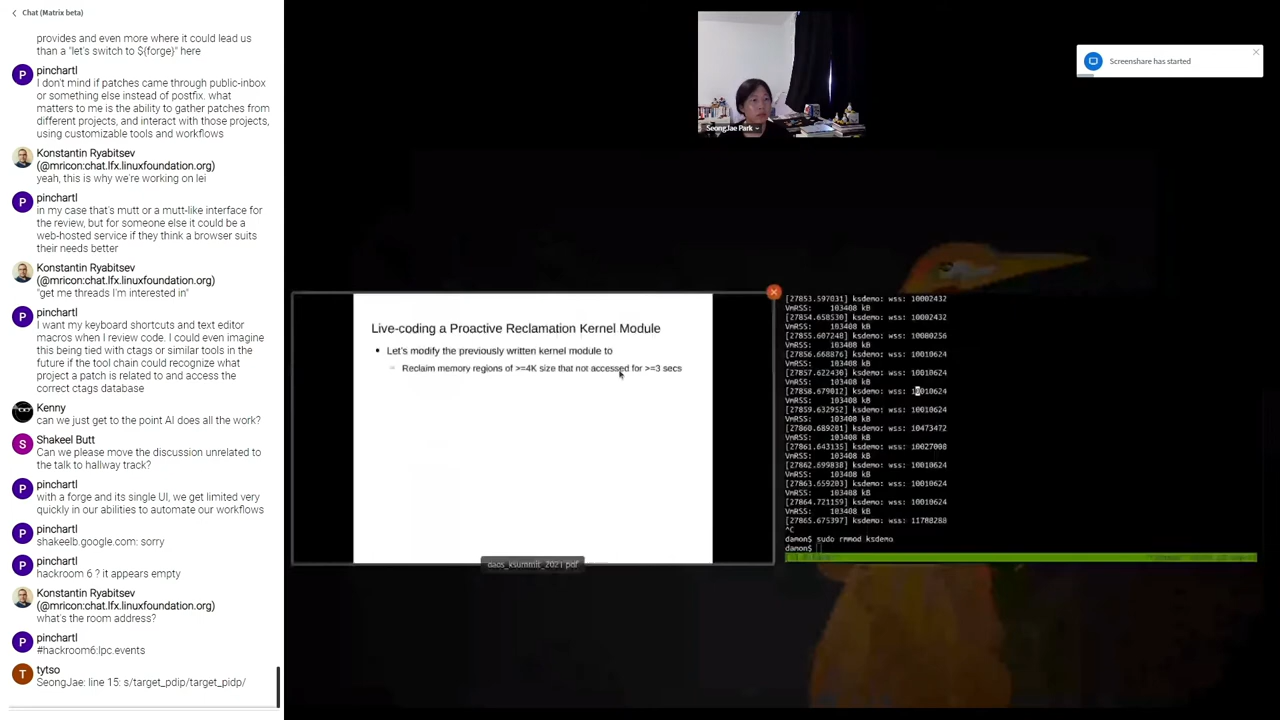 Chat (Matrix beta)
provides and even more where it could lead us
than a "let's switch to ${forge}" here
pinchartl
I don't mind if patches came through public-inbox
or something else instead of postfix. what
matters to me is the ability to gather patches from
different projects, and interact with those projects,
using customizable tools and workflows
Konstantin Ryabitsev
(@mricon:chat.lfx.linuxfoundation.org)
yeah, this is why we're working on lei
pinchartl
in my case that's mutt or a mutt-like interface for
the review, but for someone else it could be a
web-hosted service if they think a browser suits
their needs better
Konstantin Ryabitsev
(@mricon:chat.lfx.linuxfoundation.org)
"get me threads I'm interested in"
pinchartl
I want my keyboard shortcuts and text editor
macros when I review code. I could even imagine
this being tied with ctags or similar tools in the
future if the tool chain could recognize what
project a patch is related to and access the
correct ctags database
Kenny
can we just get to the point AI does all the work?
Shakeel Butt
Can we please move the discussion unrelated to
the talk to hallway track?
pinchartl
with a forge and its single UI, we get limited very
quickly in our abilities to automate our workflows
pinchartl
shakeelb.google.com: sorry
pinchartl
hackroom 6 ? it appears empty
Konstantin Ryabitsev
(@mricon:chat.lfx.linuxfoundation.org)
what's the room address?
pinchartl
#hackroom6:lpc.events
tytso
SeongJae: line 15: s/target_pdip/target_pidp/
SeongJae Park
Screenshare has started
Live-coding a Proactive Reclamation Kernel Module
Let's modify the previously written kernel module to
Reclaim memory regions of >=4K size that not accessed for >=3 secs
daos_ksummit_2021.pdf
[27853.597031] ksdemo: wss: 10002432
VmRSS: 103408 kB
[27854.658530] ksdemo: wss: 10002432
VmRSS: 103408 kB
[27855.607248] ksdemo: wss: 10080256
VmRSS: 103408 kB
[27856.668876] ksdemo: wss: 10010624
VmRSS: 103408 kB
[27857.622430] ksdemo: wss: 10010624
VmRSS: 103408 kB
[27858.679012] ksdemo: wss: 10010624
VmRSS: 103408 kB
[27859.632952] ksdemo: wss: 10010624
VmRSS: 103408 kB
[27860.689201] ksdemo: wss: 10473472
VmRSS: 103408 kB
[27861.643135] ksdemo: wss: 10027008
VmRSS: 103408 kB
[27862.699838] ksdemo: wss: 10010624
VmRSS: 103408 kB
[27863.659203] ksdemo: wss: 10010624
VmRSS: 103408 kB
[27864.721159] ksdemo: wss: 10010624
VmRSS: 103408 kB
[27865.675397] ksdemo: wss: 11788288
^C
damon$ sudo rmmod ksdemo
damon$